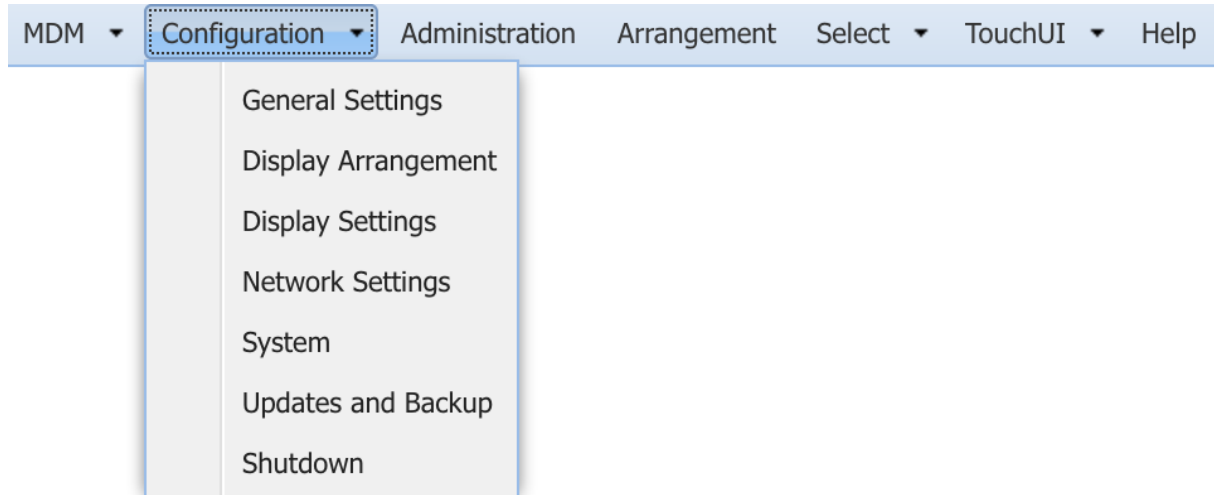 MDM Configuration Administration Arrangement Select TouchUI Help
General Settings
Display Arrangement
Display Settings
Network Settings
System
Updates and Backup
Shutdown